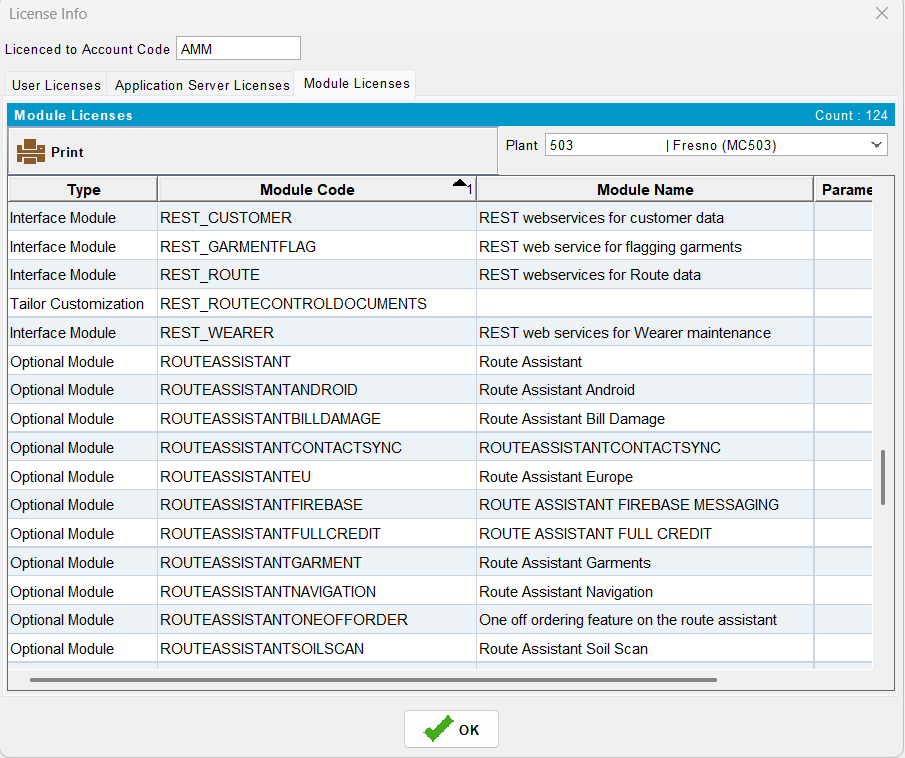 License Info
Licenced to Account Code AMM
User Licenses Application Server Licenses Module Licenses
Module Licenses Count : 124
Print Plant 503 | Fresno (MC503)
Type Module Code 1 Module Name Parame
Interface Module REST_CUSTOMER REST webservices for customer data
Interface Module REST_GARMENTFLAG REST web service for flagging garments
Interface Module REST_ROUTE REST webservices for Route data
Tailor Customization REST_ROUTECONTROLDOCUMENTS
Interface Module REST_WEARER REST web services for Wearer maintenance
Optional Module ROUTEASSISTANT Route Assistant
Optional Module ROUTEASSISTANTANDROID Route Assistant Android
Optional Module ROUTEASSISTANTBILLDAMAGE Route Assistant Bill Damage
Optional Module ROUTEASSISTANTCONTACTSYNC ROUTEASSISTANTCONTACTSYNC
Optional Module ROUTEASSISTANTEU Route Assistant Europe
Optional Module ROUTEASSISTANTFIREBASE ROUTE ASSISTANT FIREBASE MESSAGING
Optional Module ROUTEASSISTANTFULLCREDIT ROUTE ASSISTANT FULL CREDIT
Optional Module ROUTEASSISTANTGARMENT Route Assistant Garments
Optional Module ROUTEASSISTANTNAVIGATION Route Assistant Navigation
Optional Module ROUTEASSISTANTONEOFFORDER One off ordering feature on the route assistant
Optional Module ROUTEASSISTANTSOILSCAN Route Assistant Soil Scan
OK